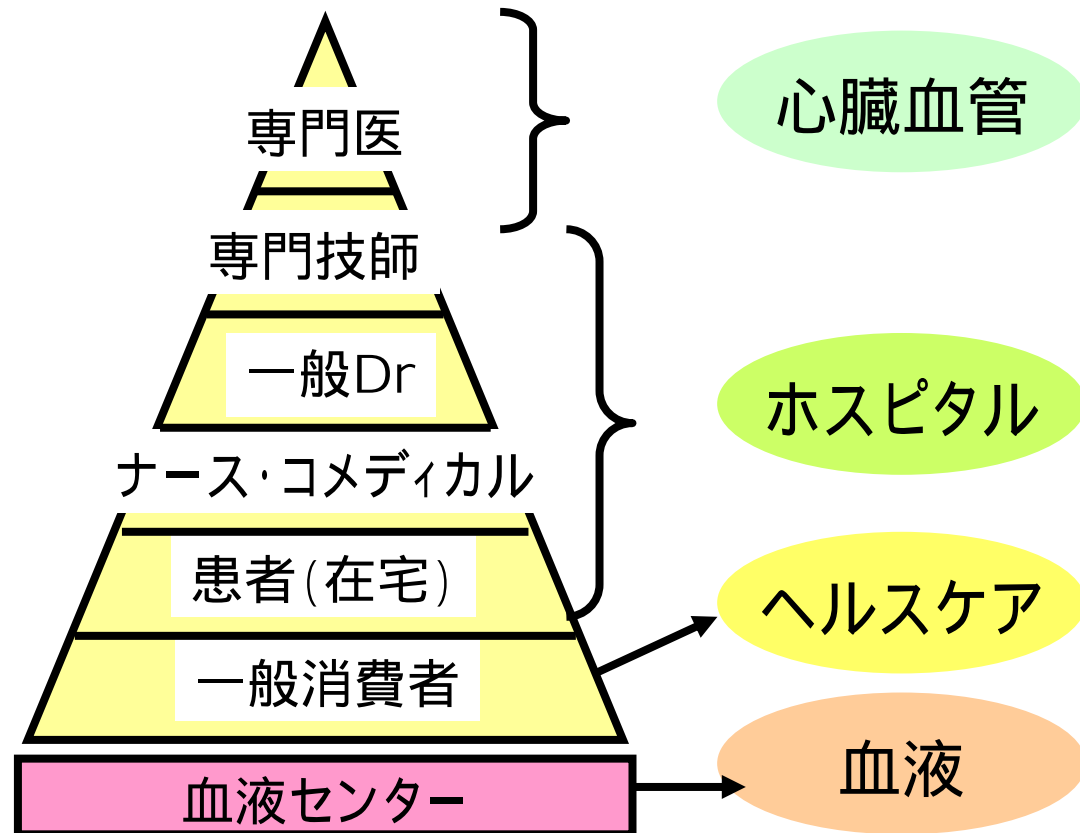 専門医
専門技師
一般Dr
ナース・コメディカル
患者(在宅)
一般消費者
血液センター
心臓血管
ホスピタル
ヘルスケア
血液